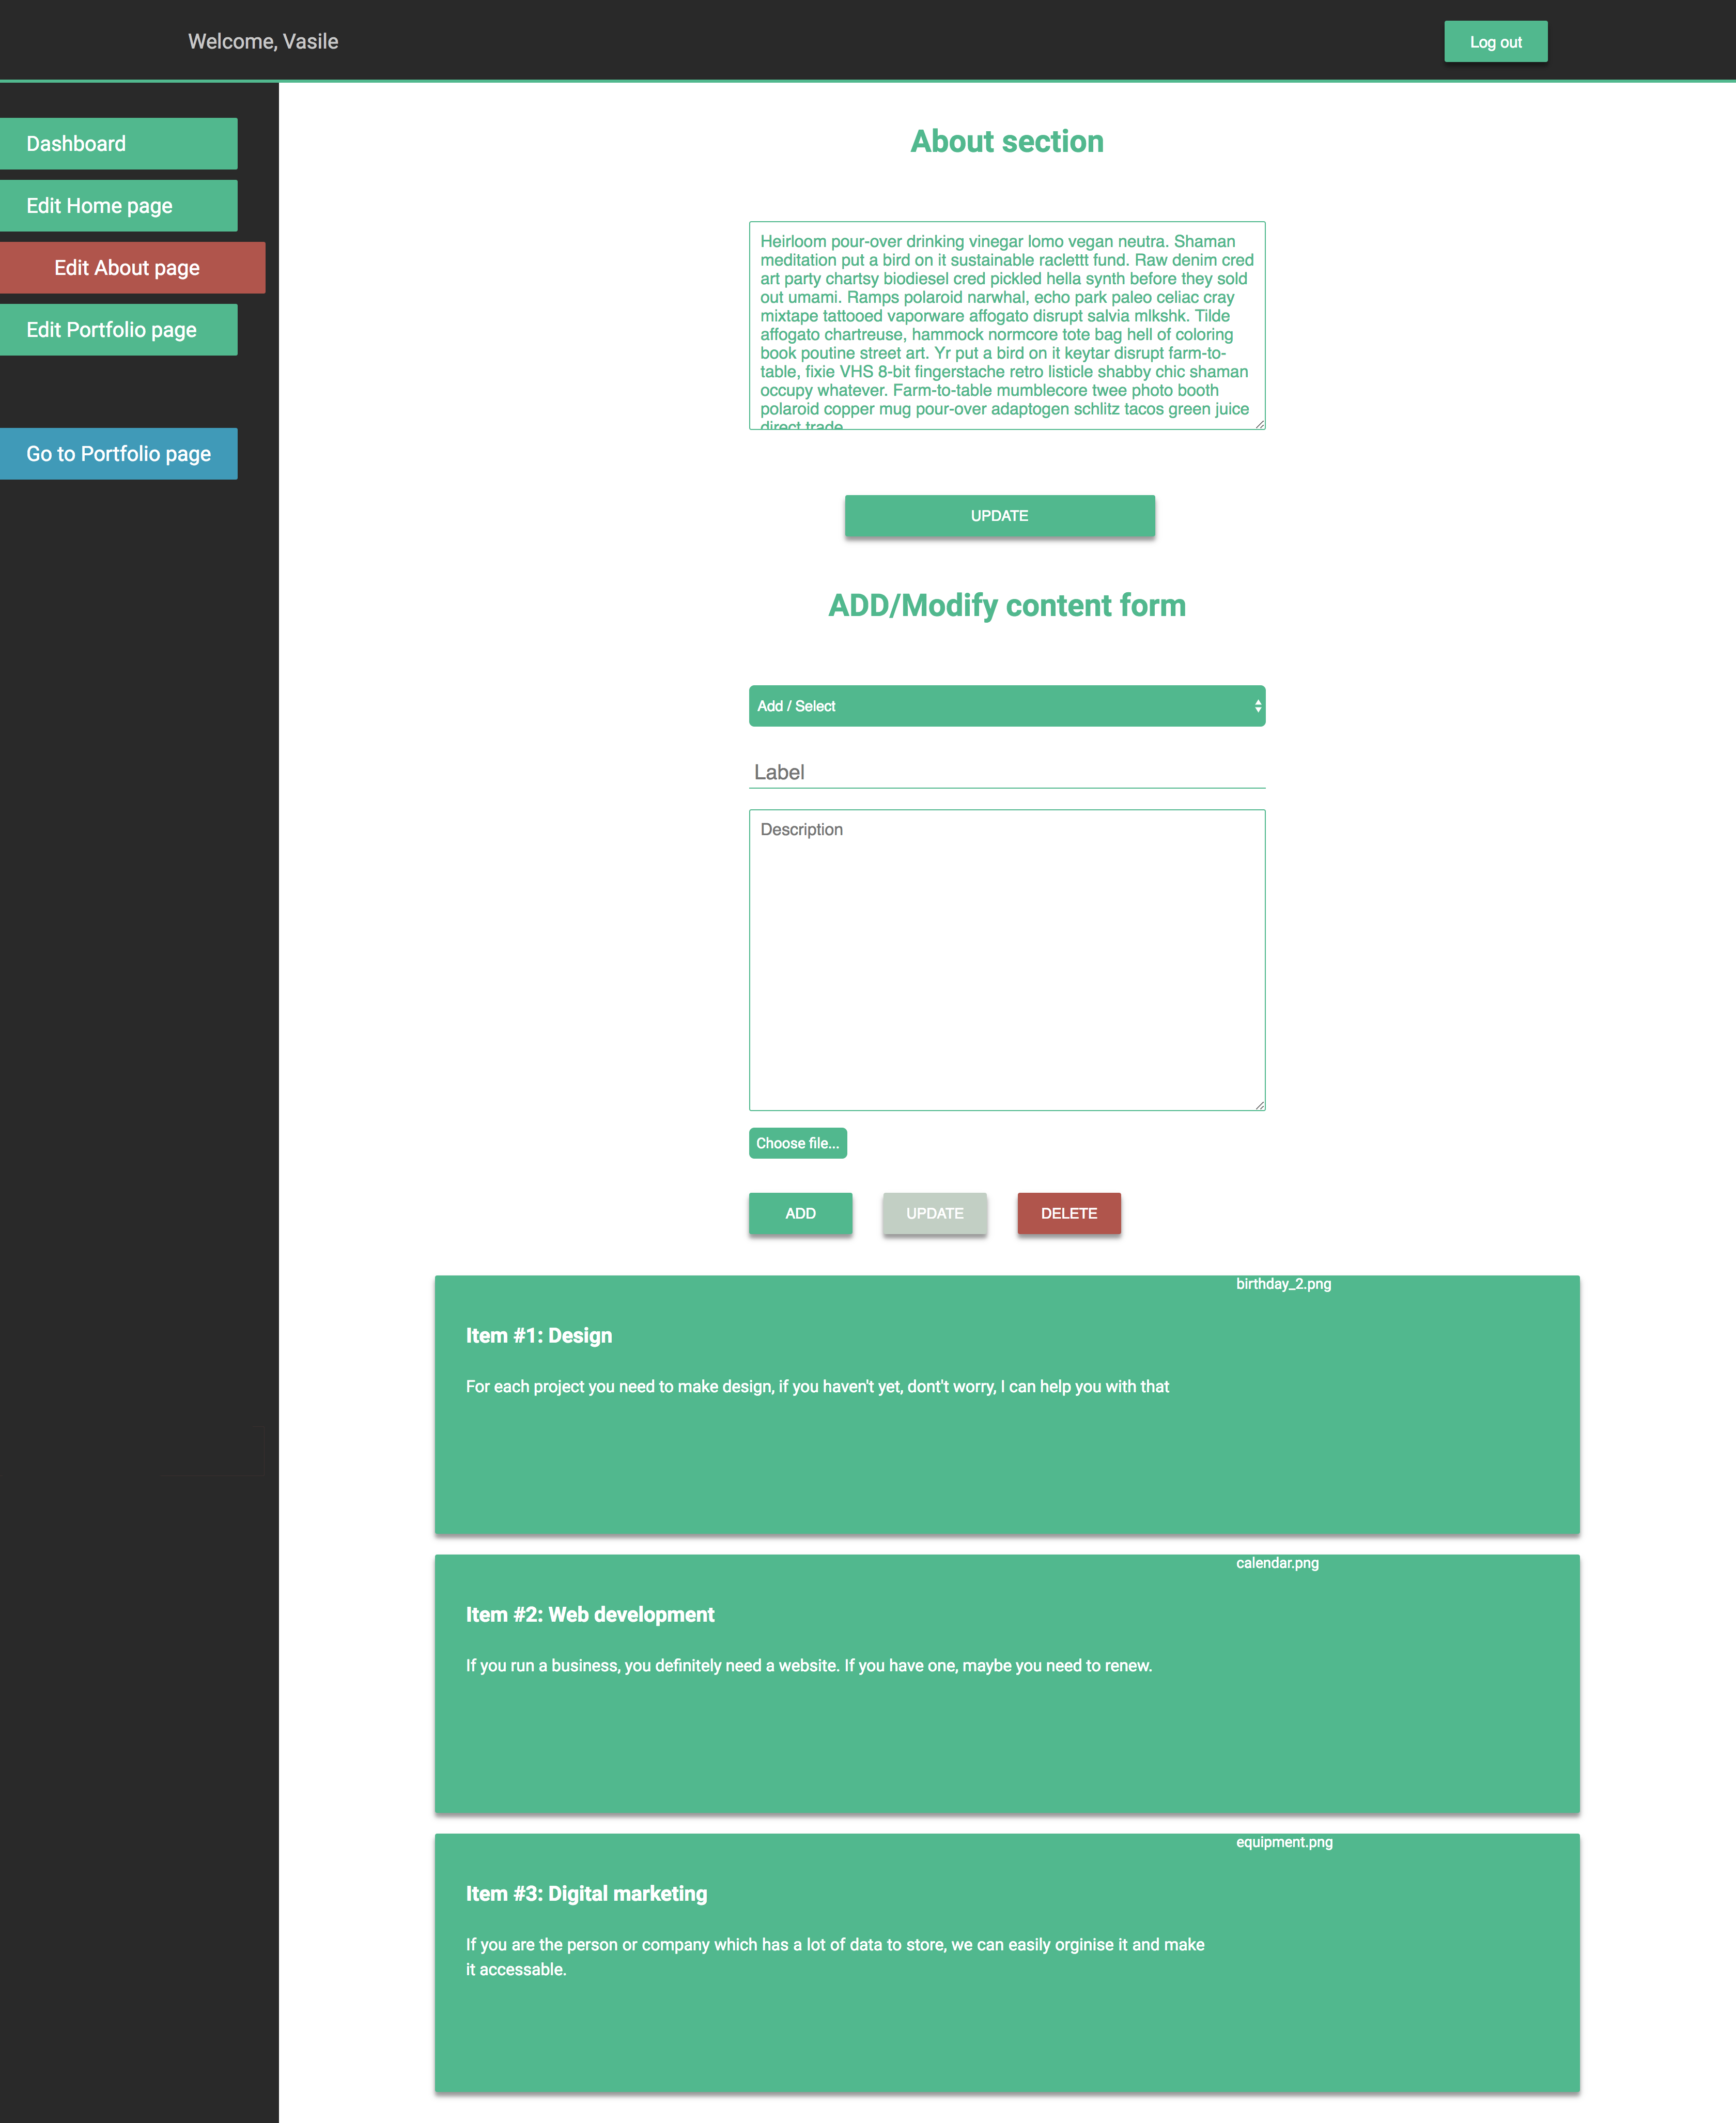 Welcome, Vasile
Log out
Dashboard
Edit Home page
Edit About page
Edit Portfolio page
Go to Portfolio page
About section
Heirloom pour-over drinking vinegar lomo vegan neutra. Shaman
meditation put a bird on it sustainable raclettt fund. Raw denim cred
art party chartsy biodiesel cred pickled hella synth before they sold
out umami. Ramps polaroid narwhal, echo park paleo celiac cray
mixtape tattooed vaporware affogato disrupt salvia mlkshk. Tilde
affogato chartreuse, hammock normcore tote bag hell of coloring
book poutine street art. Yr put a bird on it keytar disrupt farm-to-
table, fixie VHS 8-bit fingerstache retro listicle shabby chic shaman
occupy whatever. Farm-to-table mumblecore twee photo booth
polaroid copper mug pour-over adaptogen schlitz tacos green juice
direct trade
UPDATE
ADD/Modify content form
Add / Select
Label
Description
Choose file...
ADD
UPDATE
DELETE
birthday_2.png
Item #1: Design
For each project you need to make design, if you haven't yet, dont't worry, I can help you with that
calendar.png
Item #2: Web development
If you run a business, you definitely need a website. If you have one, maybe you need to renew.
equipment.png
Item #3: Digital marketing
If you are the person or company which has a lot of data to store, we can easily orginise it and make
it accessable.